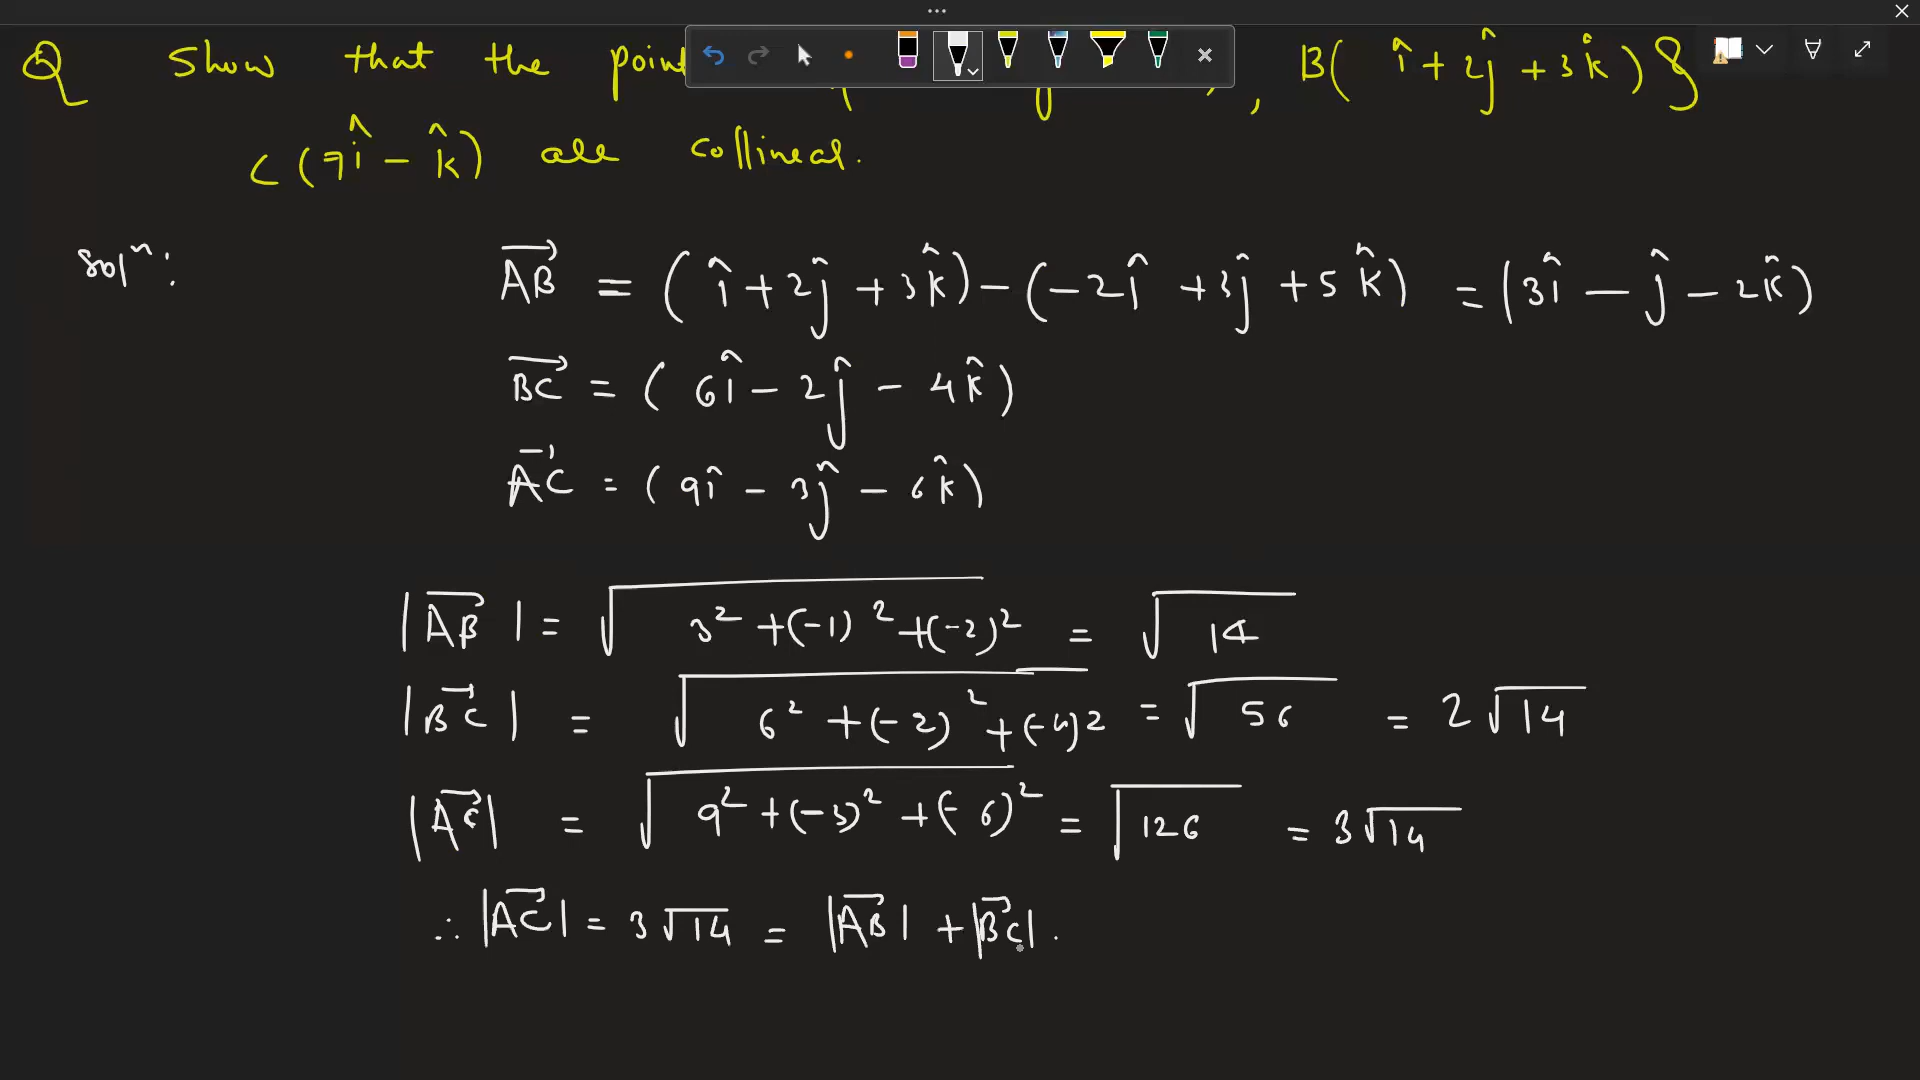 Q Show that the point , B( î + 2ĵ + 3k̂ ) &
C ( 7î − k̂ ) are collinear.
Solⁿ : AB⃗ = ( î + 2ĵ + 3k̂ ) − ( −2î + 3ĵ + 5k̂ ) = ( 3î − ĵ − 2k̂ )
BC⃗ = ( 6î − 2ĵ − 4k̂ )
AC⃗ = ( 9î − 3ĵ − 6k̂ )
|AB⃗| = √(3² + (−1)² + (−2)²) = √14
|BC⃗| = √(6² + (−2)² + (−4)²) = √56 = 2√14
|AC⃗| = √(9² + (−3)² + (−6)²) = √126 = 3√14
∴ |AC⃗| = 3√14 = |AB⃗| + |BC⃗| .